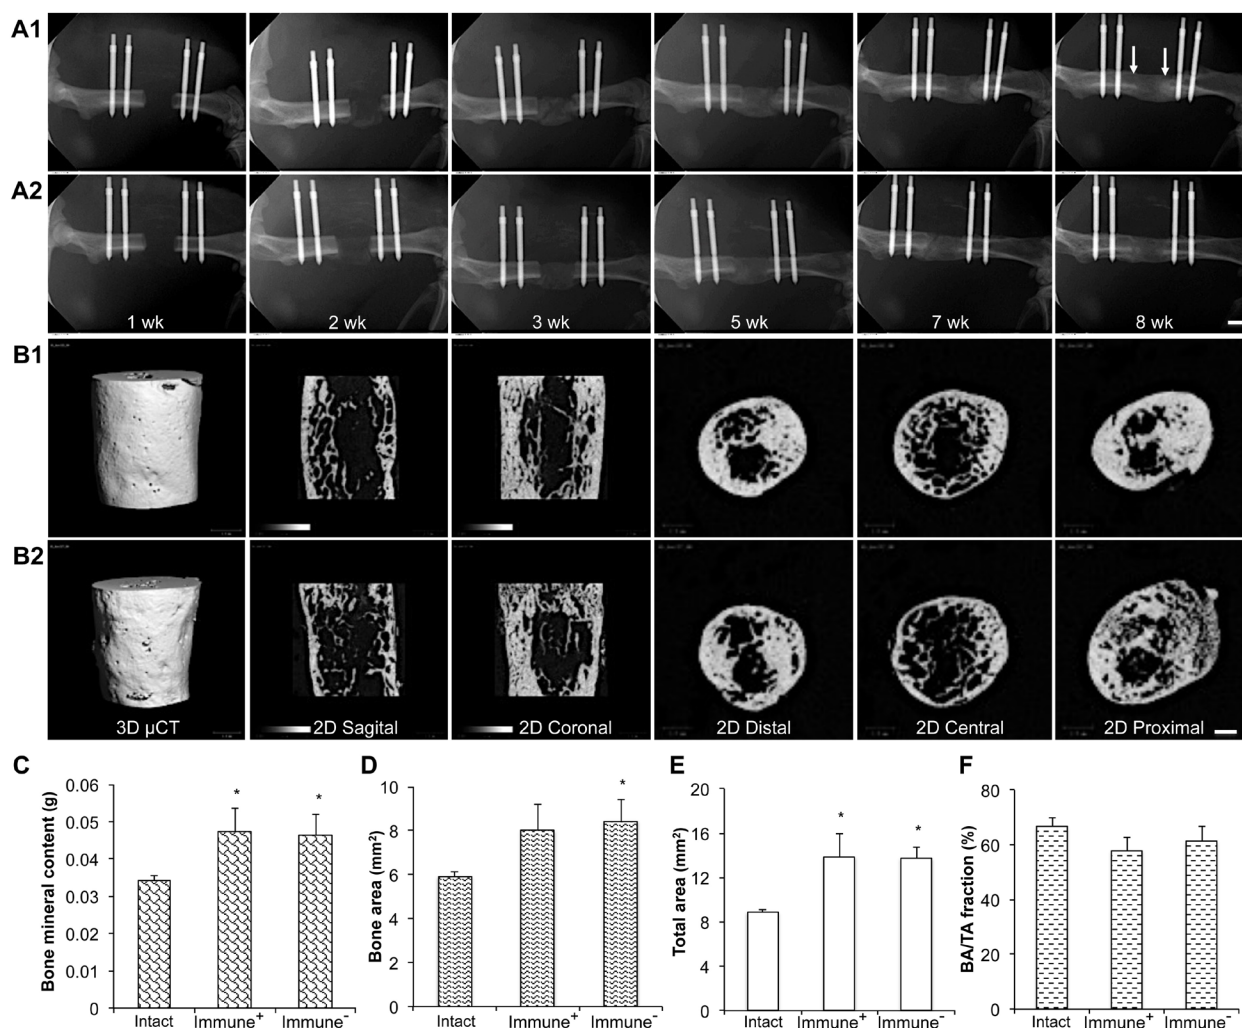 A1
A2
1 wk 2 wk 3 wk 5 wk 7 wk 8 wk
B1
B2
3D µCT 2D Sagital 2D Coronal 2D Distal 2D Central 2D Proximal
C
Bone mineral content (g)
0.06
0.05
0.04
0.03
0.02
0.01
0
* *
Intact Immune⁺ Immune⁻
D
Bone area (mm²)
10
8
6
4
2
0
*
Intact Immune⁺ Immune⁻
E
Total area (mm²)
20
16
12
8
4
0
* *
Intact Immune⁺ Immune⁻
F
BA/TA fraction (%)
80
60
40
20
0
Intact Immune⁺ Immune⁻